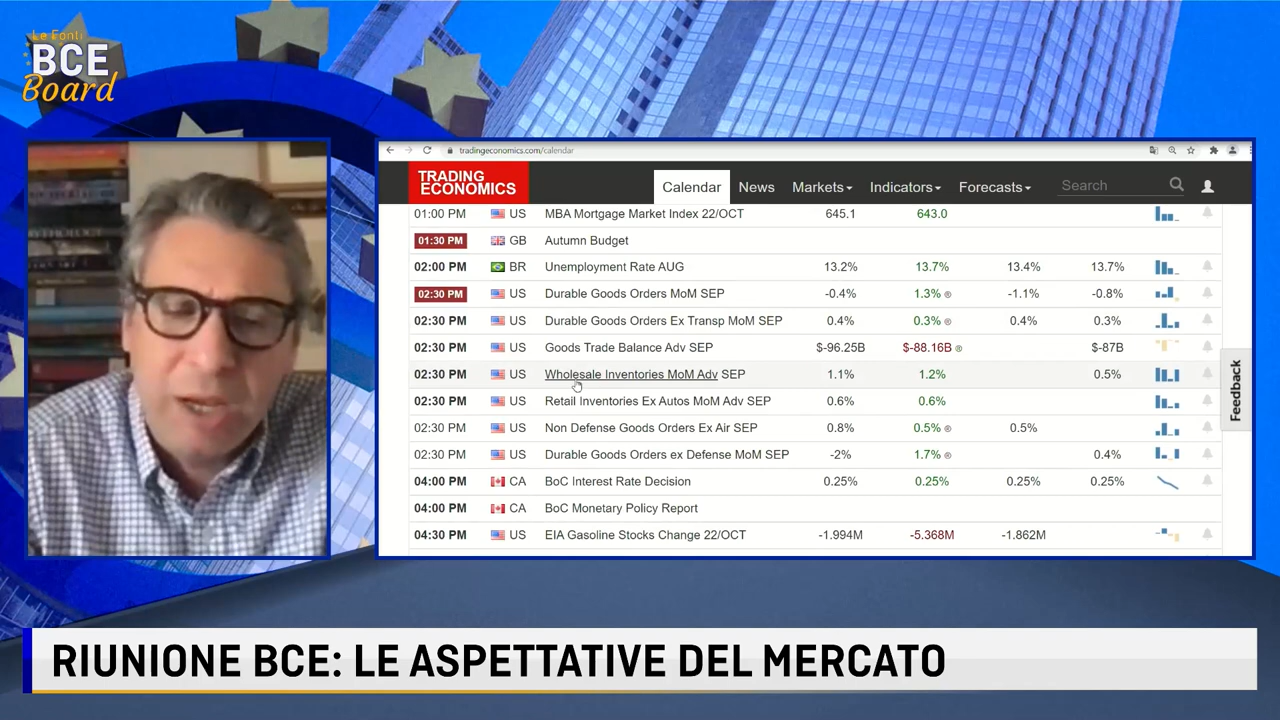 Le Fonti
BCE
Board
tradingeconomics.com/calendar
TRADING
ECONOMICS
Calendar News Markets Indicators Forecasts Search
01:00 PM US MBA Mortgage Market Index 22/OCT 645.1 643.0
01:30 PM GB Autumn Budget
02:00 PM BR Unemployment Rate AUG 13.2% 13.7% 13.4% 13.7%
02:30 PM US Durable Goods Orders MoM SEP -0.4% 1.3% ® -1.1% -0.8%
02:30 PM US Durable Goods Orders Ex Transp MoM SEP 0.4% 0.3% ® 0.4% 0.3%
02:30 PM US Goods Trade Balance Adv SEP $-96.25B $-88.16B ® $-87B
02:30 PM US Wholesale Inventories MoM Adv SEP 1.1% 1.2% 0.5%
02:30 PM US Retail Inventories Ex Autos MoM Adv SEP 0.6% 0.6%
02:30 PM US Non Defense Goods Orders Ex Air SEP 0.8% 0.5% ® 0.5%
02:30 PM US Durable Goods Orders ex Defense MoM SEP -2% 1.7% ® 0.4%
04:00 PM CA BoC Interest Rate Decision 0.25% 0.25% 0.25% 0.25%
04:00 PM CA BoC Monetary Policy Report
04:30 PM US EIA Gasoline Stocks Change 22/OCT -1.994M -5.368M -1.862M
Feedback
RIUNIONE BCE: LE ASPETTATIVE DEL MERCATO